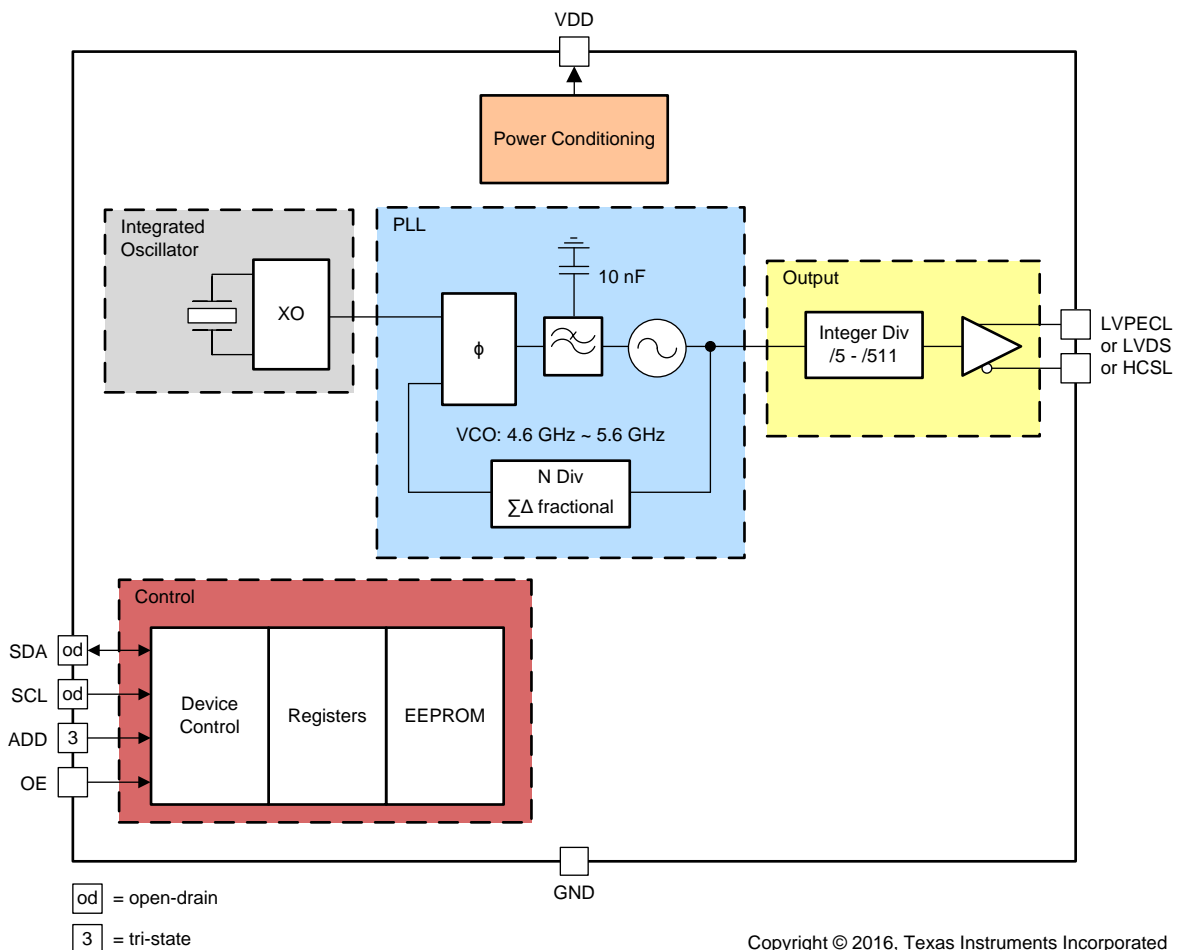 VDD
Power Conditioning
Integrated
Oscillator
XO
PLL
10 nF
ϕ
VCO: 4.6 GHz ~ 5.6 GHz
N Div
∑Δ fractional
Output
Integer Div
/5 - /511
LVPECL
or LVDS
or HCSL
Control
SDA
od
SCL
od
ADD
3
OE
Device
Control
Registers
EEPROM
GND
od = open-drain
3 = tri-state
Copyright © 2016, Texas Instruments Incorporated